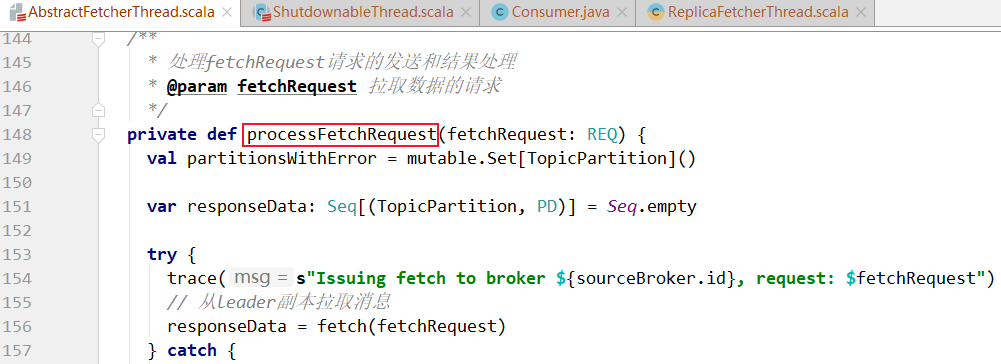 AbstractFetcherThread.scala × ShutdownableThread.scala × Consumer.java × ReplicaFetcherThread.scala ×
144 /**
145 * 处理fetchRequest请求的发送和结果处理
146 * @param fetchRequest 拉取数据的请求
147 */
148 private def processFetchRequest(fetchRequest: REQ) {
149 val partitionsWithError = mutable.Set[TopicPartition]()
150
151 var responseData: Seq[(TopicPartition, PD)] = Seq.empty
152
153 try {
154 trace( msg = s"Issuing fetch to broker ${sourceBroker.id}, request: $fetchRequest")
155 // 从leader副本拉取消息
156 responseData = fetch(fetchRequest)
157 } catch {